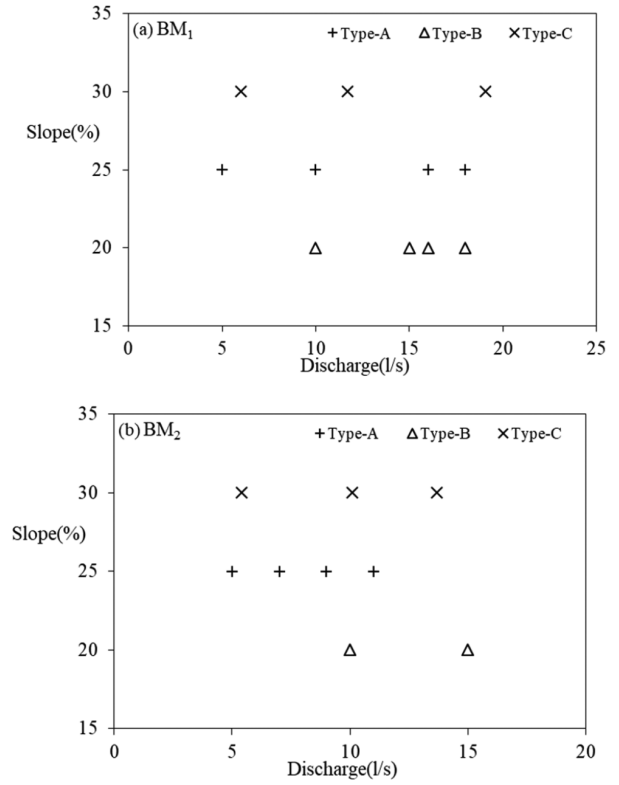 (a) BM₁ +Type-A △Type-B ×Type-C
35
30
Slope(%)
25
20
15
0 5 10 15 20 25
Discharge(l/s)
(b) BM₂ +Type-A △Type-B ×Type-C
35
30
Slope(%)
25
20
15
0 5 10 15 20
Discharge(l/s)